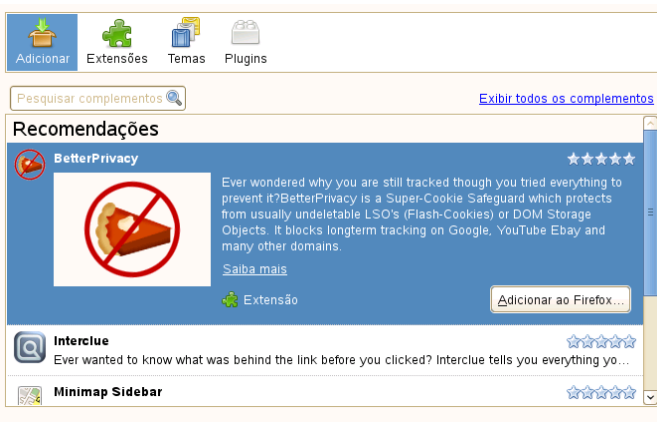 Adicionar Extensões Temas Plugins
Pesquisar complementos Exibir todos os complementos
Recomendações
BetterPrivacy
Ever wondered why you are still tracked though you tried everything to
prevent it?BetterPrivacy is a Super-Cookie Safeguard which protects
from usually undeletable LSO's (Flash-Cookies) or DOM Storage
Objects. It blocks longterm tracking on Google, YouTube Ebay and
many other domains.
Saiba mais
Extensão Adicionar ao Firefox...
Interclue
Ever wanted to know what was behind the link before you clicked? Interclue tells you everything yo...
Minimap Sidebar